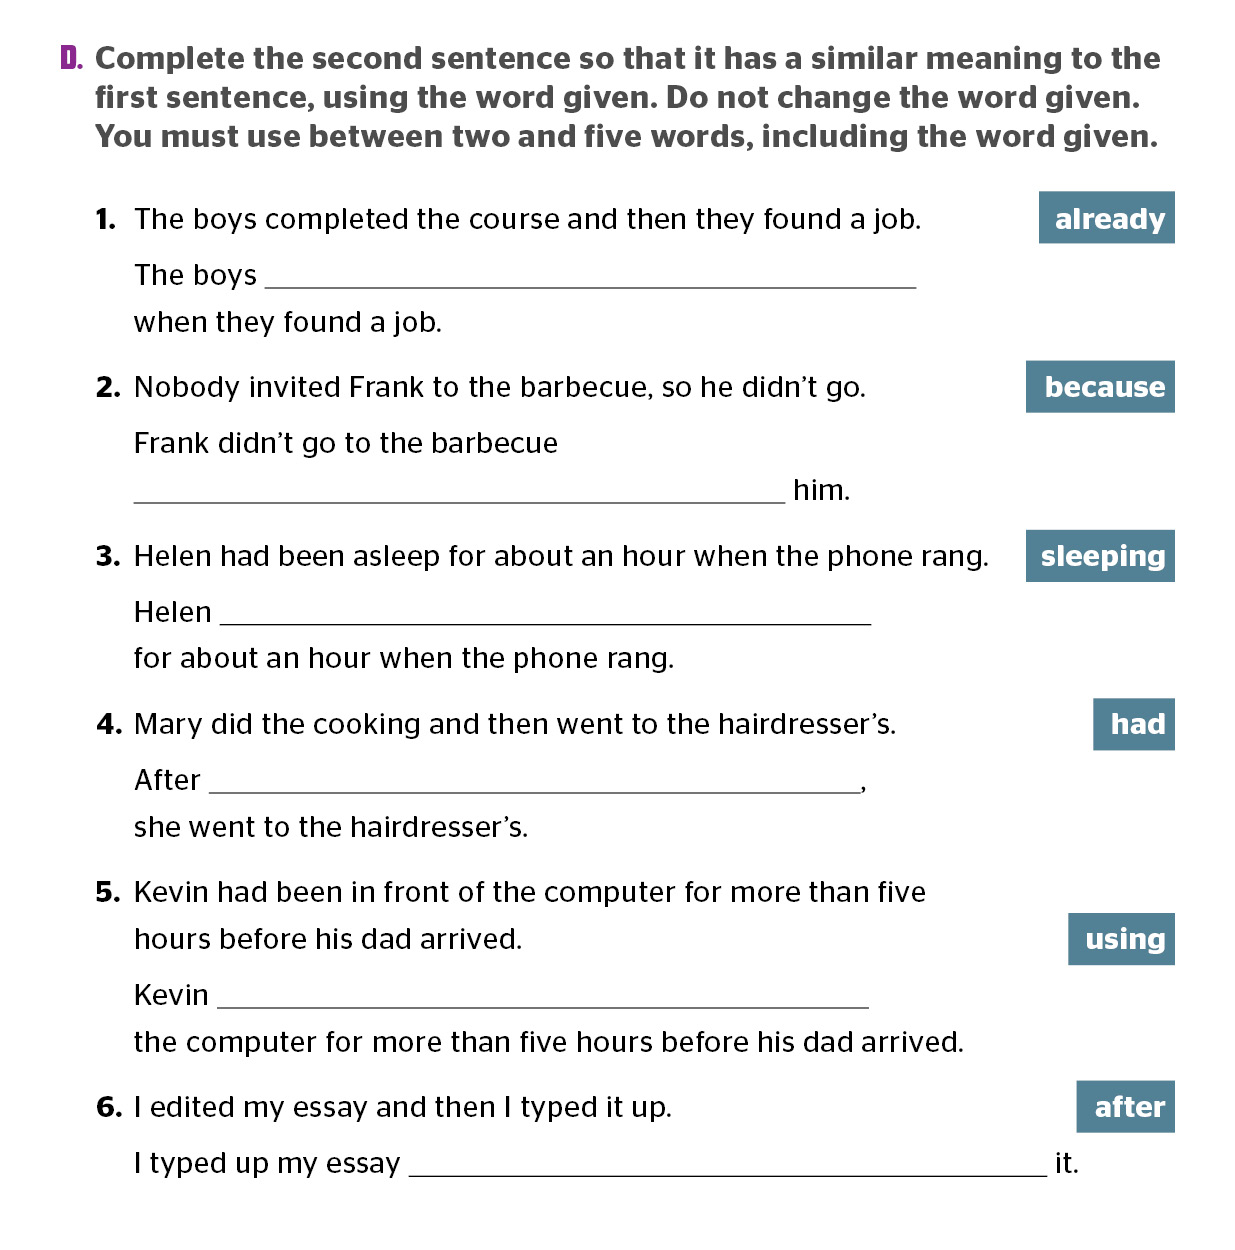 D. Complete the second sentence so that it has a similar meaning to the
first sentence, using the word given. Do not change the word given.
You must use between two and five words, including the word given.
1. The boys completed the course and then they found a job. already
The boys ______
when they found a job.
2. Nobody invited Frank to the barbecue, so he didn’t go. because
Frank didn’t go to the barbecue
______ him.
3. Helen had been asleep for about an hour when the phone rang. sleeping
Helen ______
for about an hour when the phone rang.
4. Mary did the cooking and then went to the hairdresser’s. had
After ______,
she went to the hairdresser’s.
5. Kevin had been in front of the computer for more than five
hours before his dad arrived. using
Kevin ______
the computer for more than five hours before his dad arrived.
6. I edited my essay and then I typed it up. after
I typed up my essay ______ it.